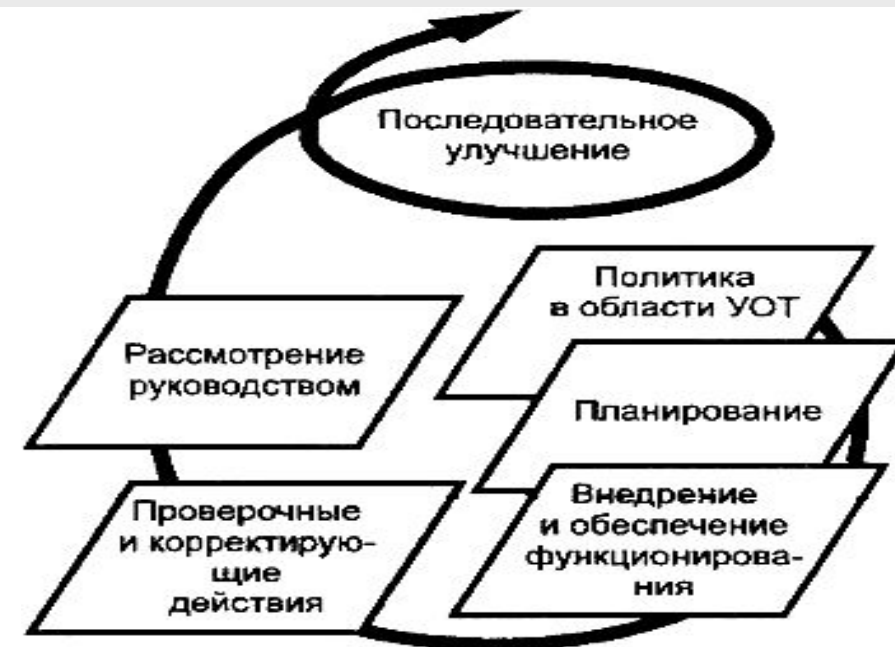 Последовательное
улучшение
Политика
в области УОТ
Рассмотрение
руководством
Планирование
Проверочные
и корректирую-
щие
действия
Внедрение
и обеспечение
функционирова-
ния